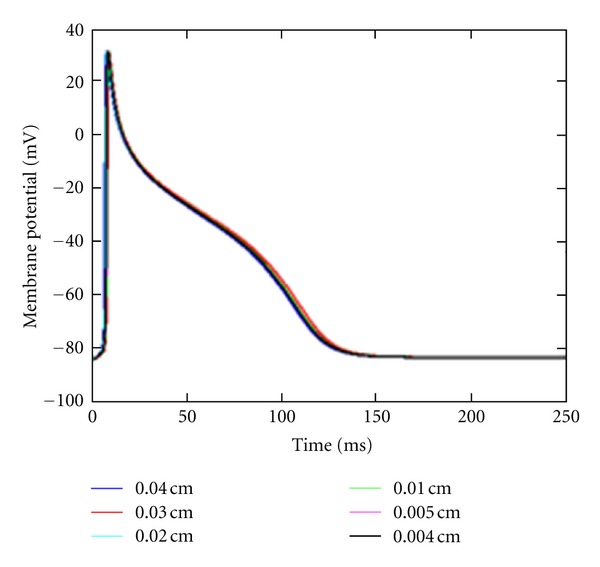 40
20
0
−20
−40
−60
−80
−100
Membrane potential (mV)
0 50 100 150 200 250
Time (ms)
0.04 cm 0.01 cm
0.03 cm 0.005 cm
0.02 cm 0.004 cm